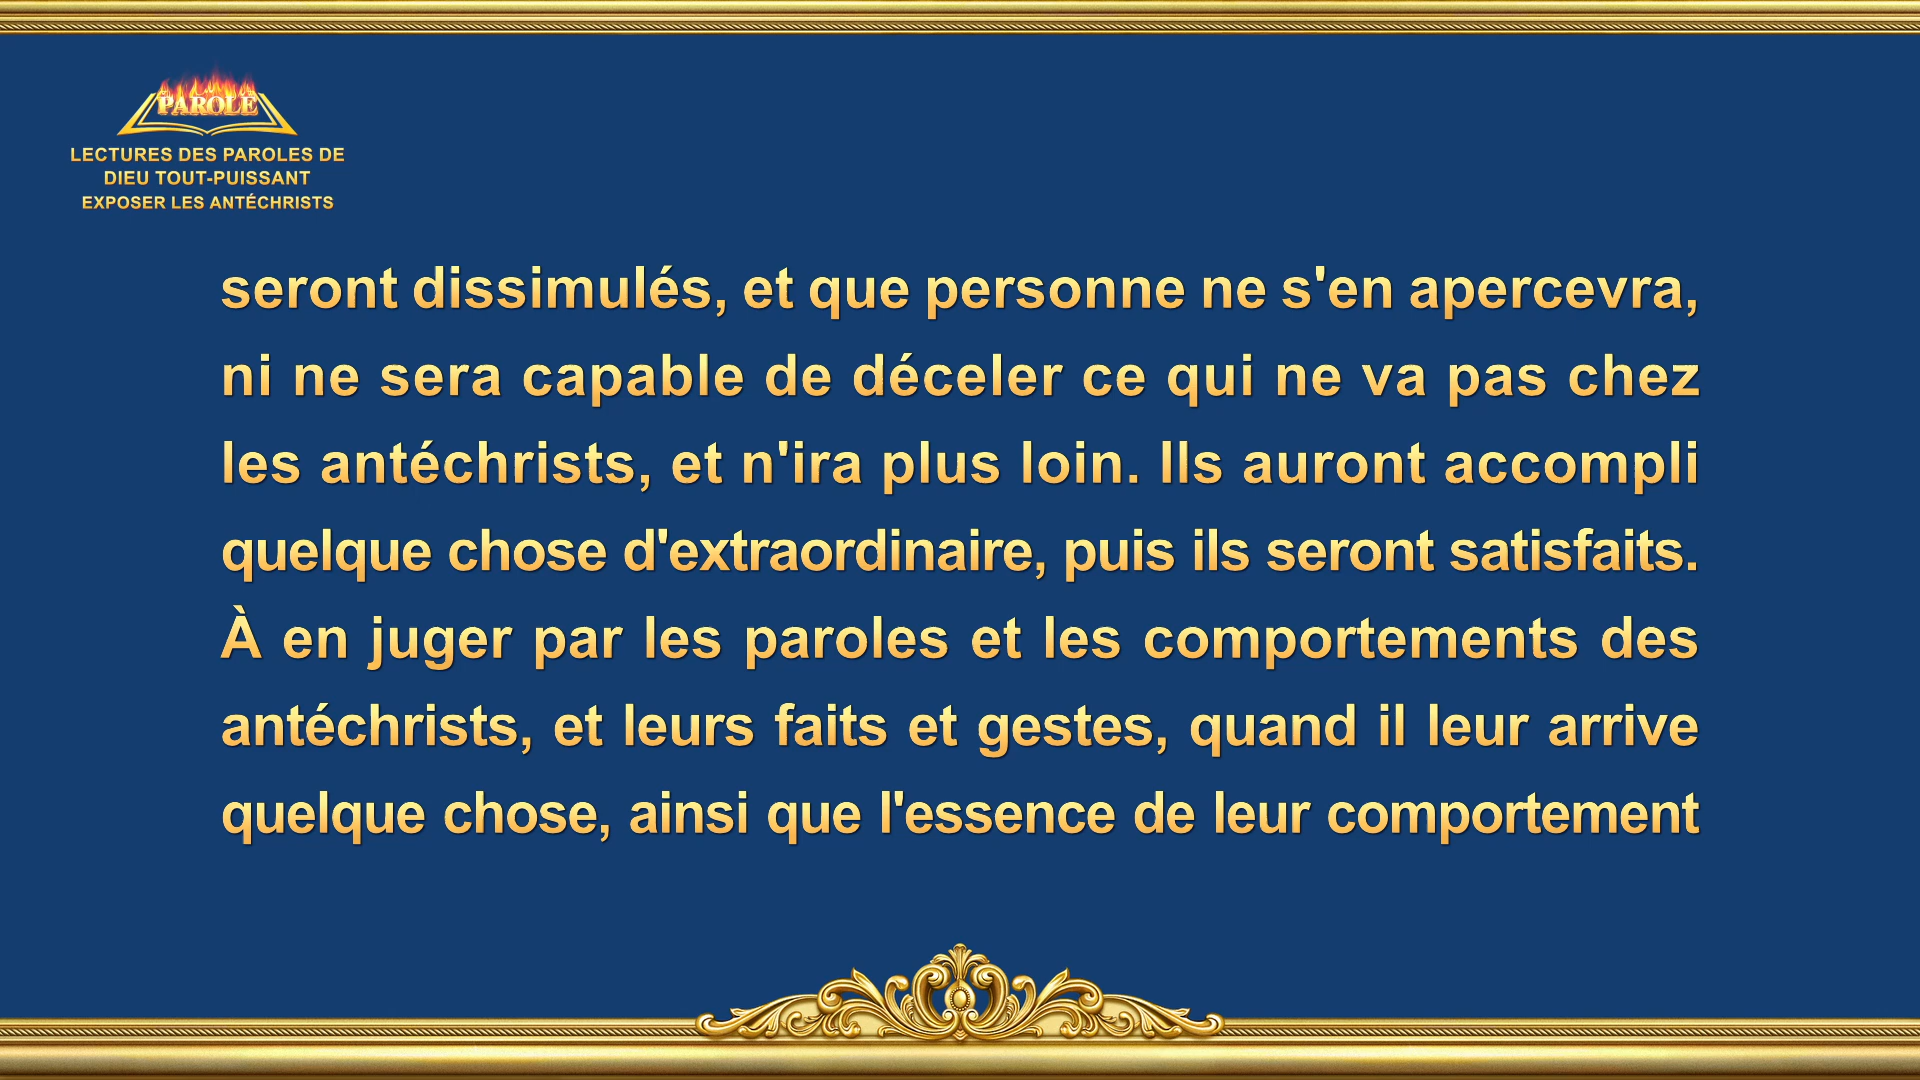 PAROLE
LECTURES DES PAROLES DE
DIEU TOUT-PUISSANT
EXPOSER LES ANTÉCHRISTS
seront dissimulés, et que personne ne s'en apercevra,
ni ne sera capable de déceler ce qui ne va pas chez
les antéchrists, et n'ira plus loin. Ils auront accompli
quelque chose d'extraordinaire, puis ils seront satisfaits.
À en juger par les paroles et les comportements des
antéchrists, et leurs faits et gestes, quand il leur arrive
quelque chose, ainsi que l'essence de leur comportement